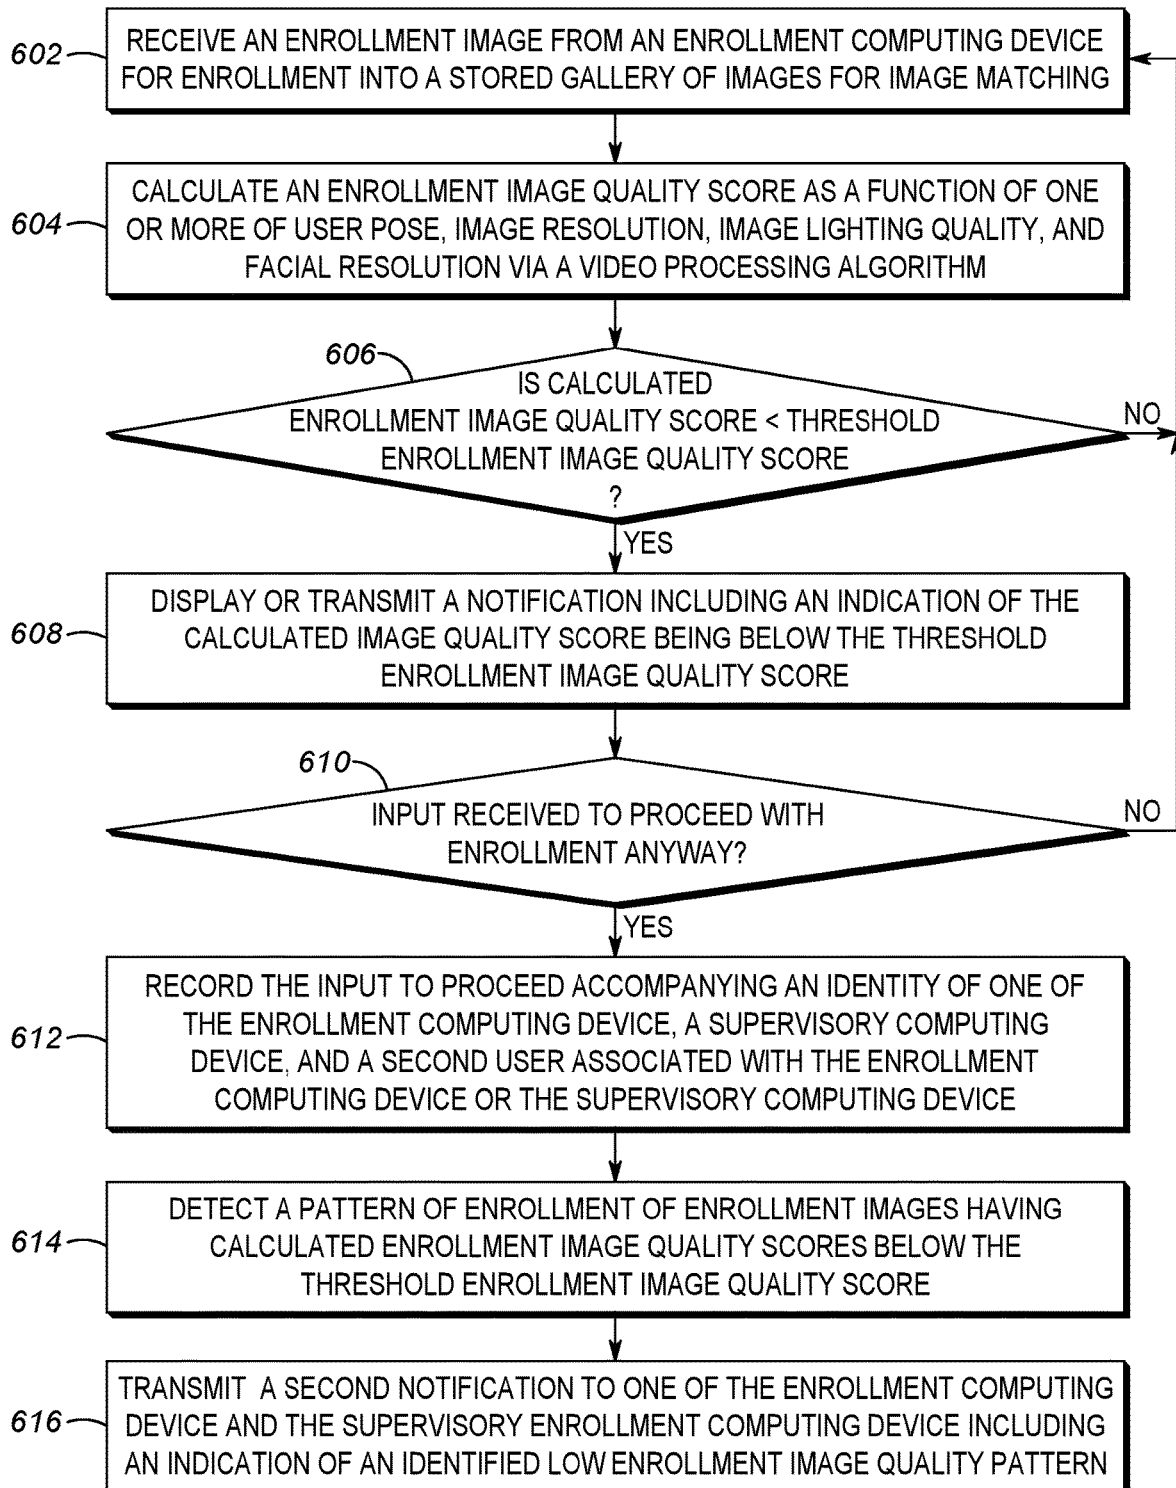 602
RECEIVE AN ENROLLMENT IMAGE FROM AN ENROLLMENT COMPUTING DEVICE
FOR ENROLLMENT INTO A STORED GALLERY OF IMAGES FOR IMAGE MATCHING
604
CALCULATE AN ENROLLMENT IMAGE QUALITY SCORE AS A FUNCTION OF ONE
OR MORE OF USER POSE, IMAGE RESOLUTION, IMAGE LIGHTING QUALITY, AND
FACIAL RESOLUTION VIA A VIDEO PROCESSING ALGORITHM
606
IS CALCULATED
ENROLLMENT IMAGE QUALITY SCORE < THRESHOLD
ENROLLMENT IMAGE QUALITY SCORE
?
NO
YES
608
DISPLAY OR TRANSMIT A NOTIFICATION INCLUDING AN INDICATION OF THE
CALCULATED IMAGE QUALITY SCORE BEING BELOW THE THRESHOLD
ENROLLMENT IMAGE QUALITY SCORE
610
INPUT RECEIVED TO PROCEED WITH
ENROLLMENT ANYWAY?
NO
YES
612
RECORD THE INPUT TO PROCEED ACCOMPANYING AN IDENTITY OF ONE OF
THE ENROLLMENT COMPUTING DEVICE, A SUPERVISORY COMPUTING
DEVICE, AND A SECOND USER ASSOCIATED WITH THE ENROLLMENT
COMPUTING DEVICE OR THE SUPERVISORY COMPUTING DEVICE
614
DETECT A PATTERN OF ENROLLMENT OF ENROLLMENT IMAGES HAVING
CALCULATED ENROLLMENT IMAGE QUALITY SCORES BELOW THE
THRESHOLD ENROLLMENT IMAGE QUALITY SCORE
616
TRANSMIT A SECOND NOTIFICATION TO ONE OF THE ENROLLMENT COMPUTING
DEVICE AND THE SUPERVISORY ENROLLMENT COMPUTING DEVICE INCLUDING
AN INDICATION OF AN IDENTIFIED LOW ENROLLMENT IMAGE QUALITY PATTERN